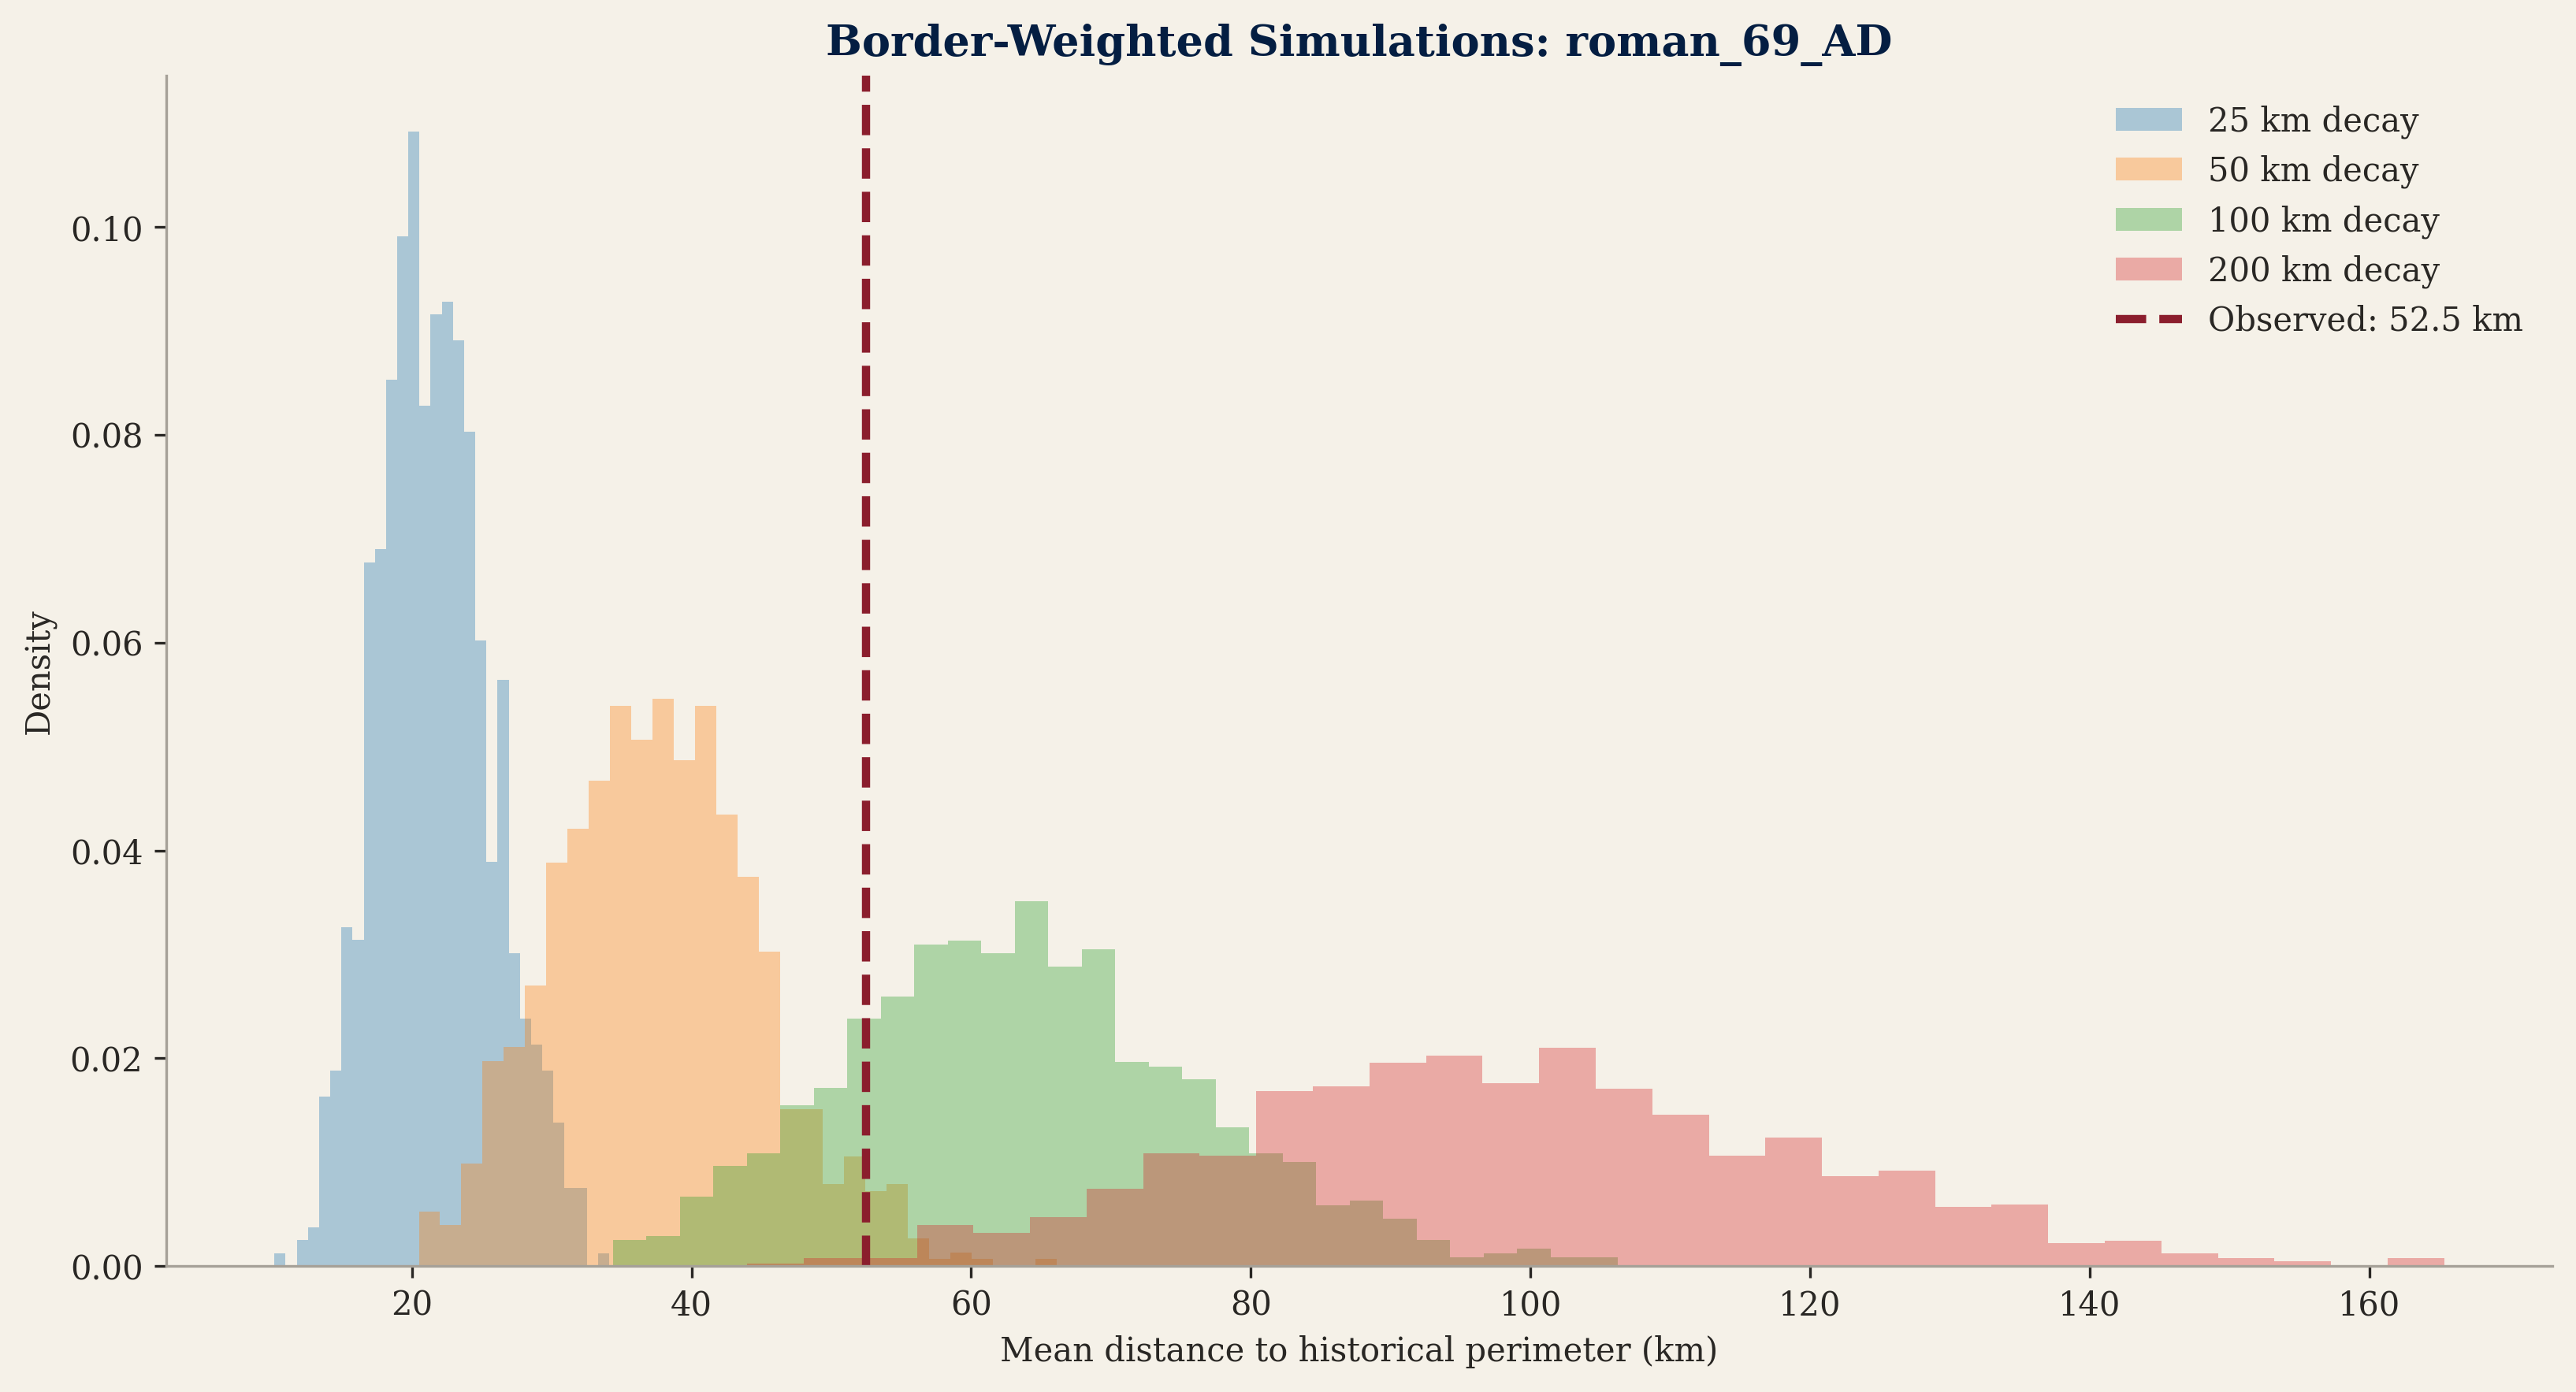 Border-Weighted Simulations: roman_69_AD
25 km decay
50 km decay
100 km decay
200 km decay
Observed: 52.5 km
Density
0.10
0.08
0.06
0.04
0.02
0.00
20 40 60 80 100 120 140 160
Mean distance to historical perimeter (km)